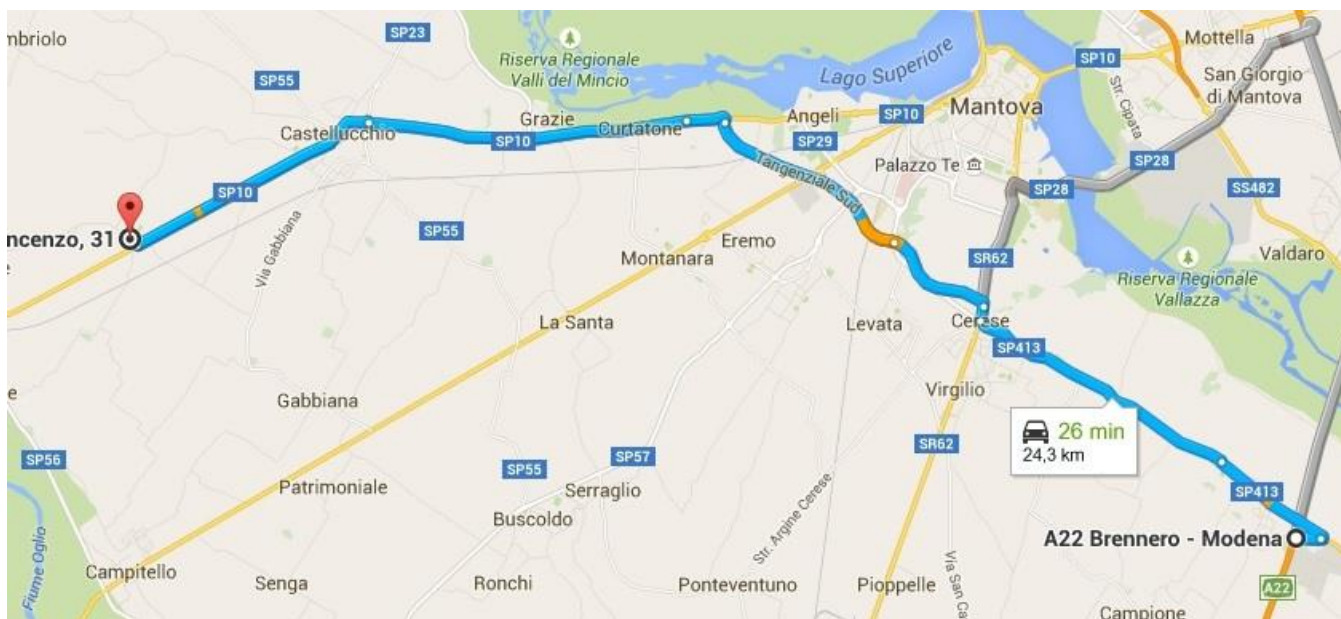 mbriolo
SP23
Mottella
Riserva Regionale
Valli del Mincio
Lago Superiore
SP10
San Giorgio
di Mantova
SP55
Str. Cipata
Castellucchio
Grazie
Curtatone
Angeli
SP10
Mantova
SP10
SP29
SP28
Palazzo Te
Tangenziale Sud
SP10
SP28
SS482
ncenzo, 31
SP55
Via Gabbiana
Montanara
Eremo
SR62
Valdaro
Riserva Regionale
Vallazza
e
La Santa
Levata
Cerese
SP413
Gabbiana
Virgilio
e
26 min
24,3 km
SP56
SP55
SP57
SR62
Patrimoniale
Serraglio
SP413
Buscoldo
Str. Argine Cerese
A22 Brennero - Modena
Fiume Oglio
Campitello
Senga
Ronchi
Ponteventuno
Pioppelle
Via San Ca
A22
Campione